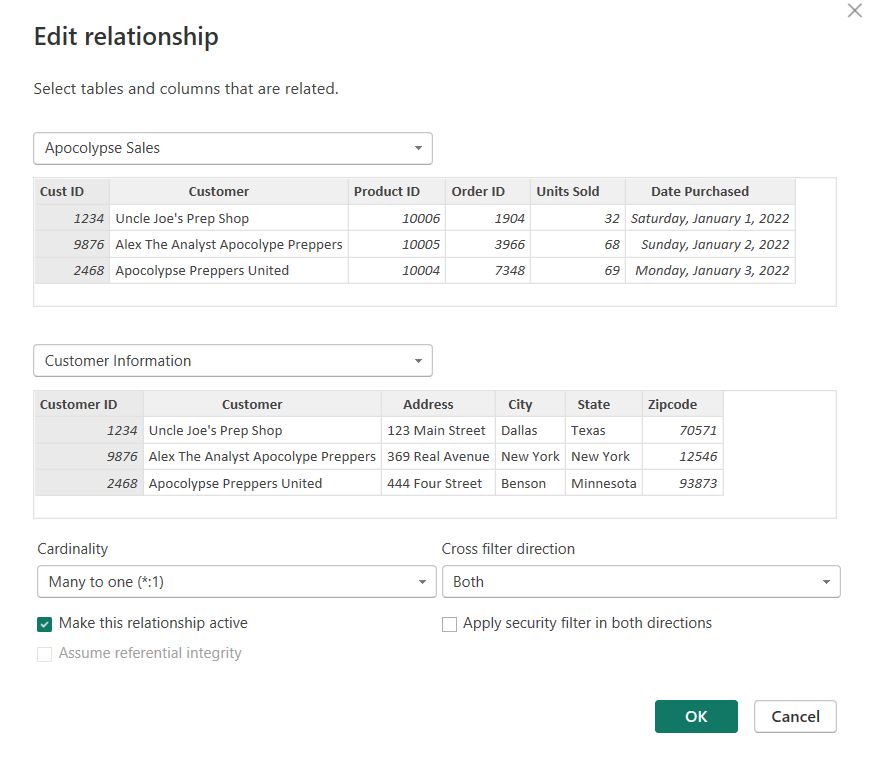 Edit relationship
Select tables and columns that are related.
Apocolypse Sales
Cust ID Customer Product ID Order ID Units Sold Date Purchased
1234 Uncle Joe's Prep Shop 10006 1904 32 Saturday, January 1, 2022
9876 Alex The Analyst Apocolype Preppers 10005 3966 68 Sunday, January 2, 2022
2468 Apocolypse Preppers United 10004 7348 69 Monday, January 3, 2022
Customer Information
Customer ID Customer Address City State Zipcode
1234 Uncle Joe's Prep Shop 123 Main Street Dallas Texas 70571
9876 Alex The Analyst Apocolype Preppers 369 Real Avenue New York New York 12546
2468 Apocolypse Preppers United 444 Four Street Benson Minnesota 93873
Cardinality Cross filter direction
Many to one (*:1) Both
Make this relationship active Apply security filter in both directions
Assume referential integrity
OK Cancel